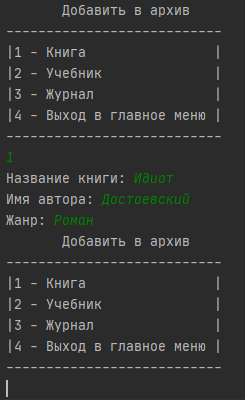 Добавить в архив
---------------------------
|1 - Книга                |
|2 - Учебник              |
|3 - Журнал               |
|4 - Выход в главное меню |
---------------------------
1
Название книги: Идиот
Имя автора: Достоевский
Жанр: Роман
Добавить в архив
---------------------------
|1 - Книга                |
|2 - Учебник              |
|3 - Журнал               |
|4 - Выход в главное меню |
---------------------------